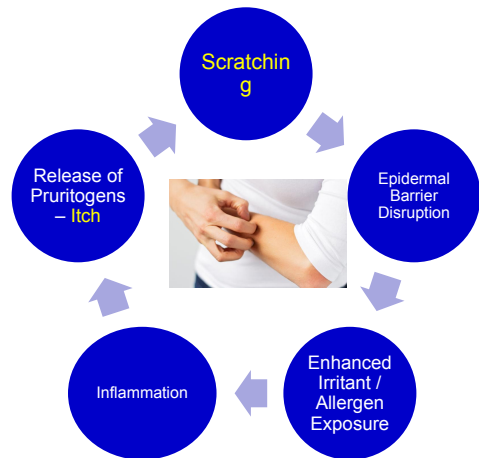 Scratchin
g
Epidermal
Barrier
Disruption
Enhanced
Irritant /
Allergen
Exposure
Inflammation
Release of
Pruritogens
– Itch